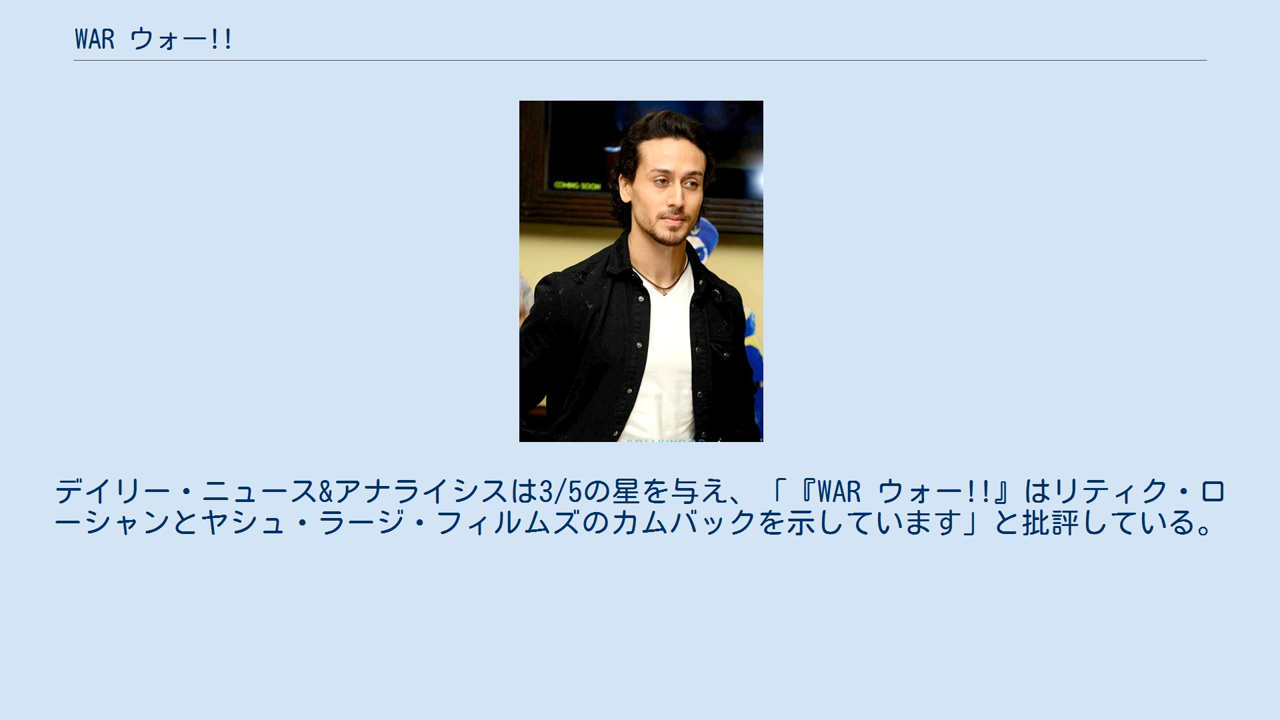 WAR ウォー!!
COMING SOON
デイリー・ニュース&アナライシスは3/5の星を与え、「『WAR ウォー!!』はリティク・ロ
ーシャンとヤシュ・ラージ・フィルムズのカムバックを示しています」と批評している。